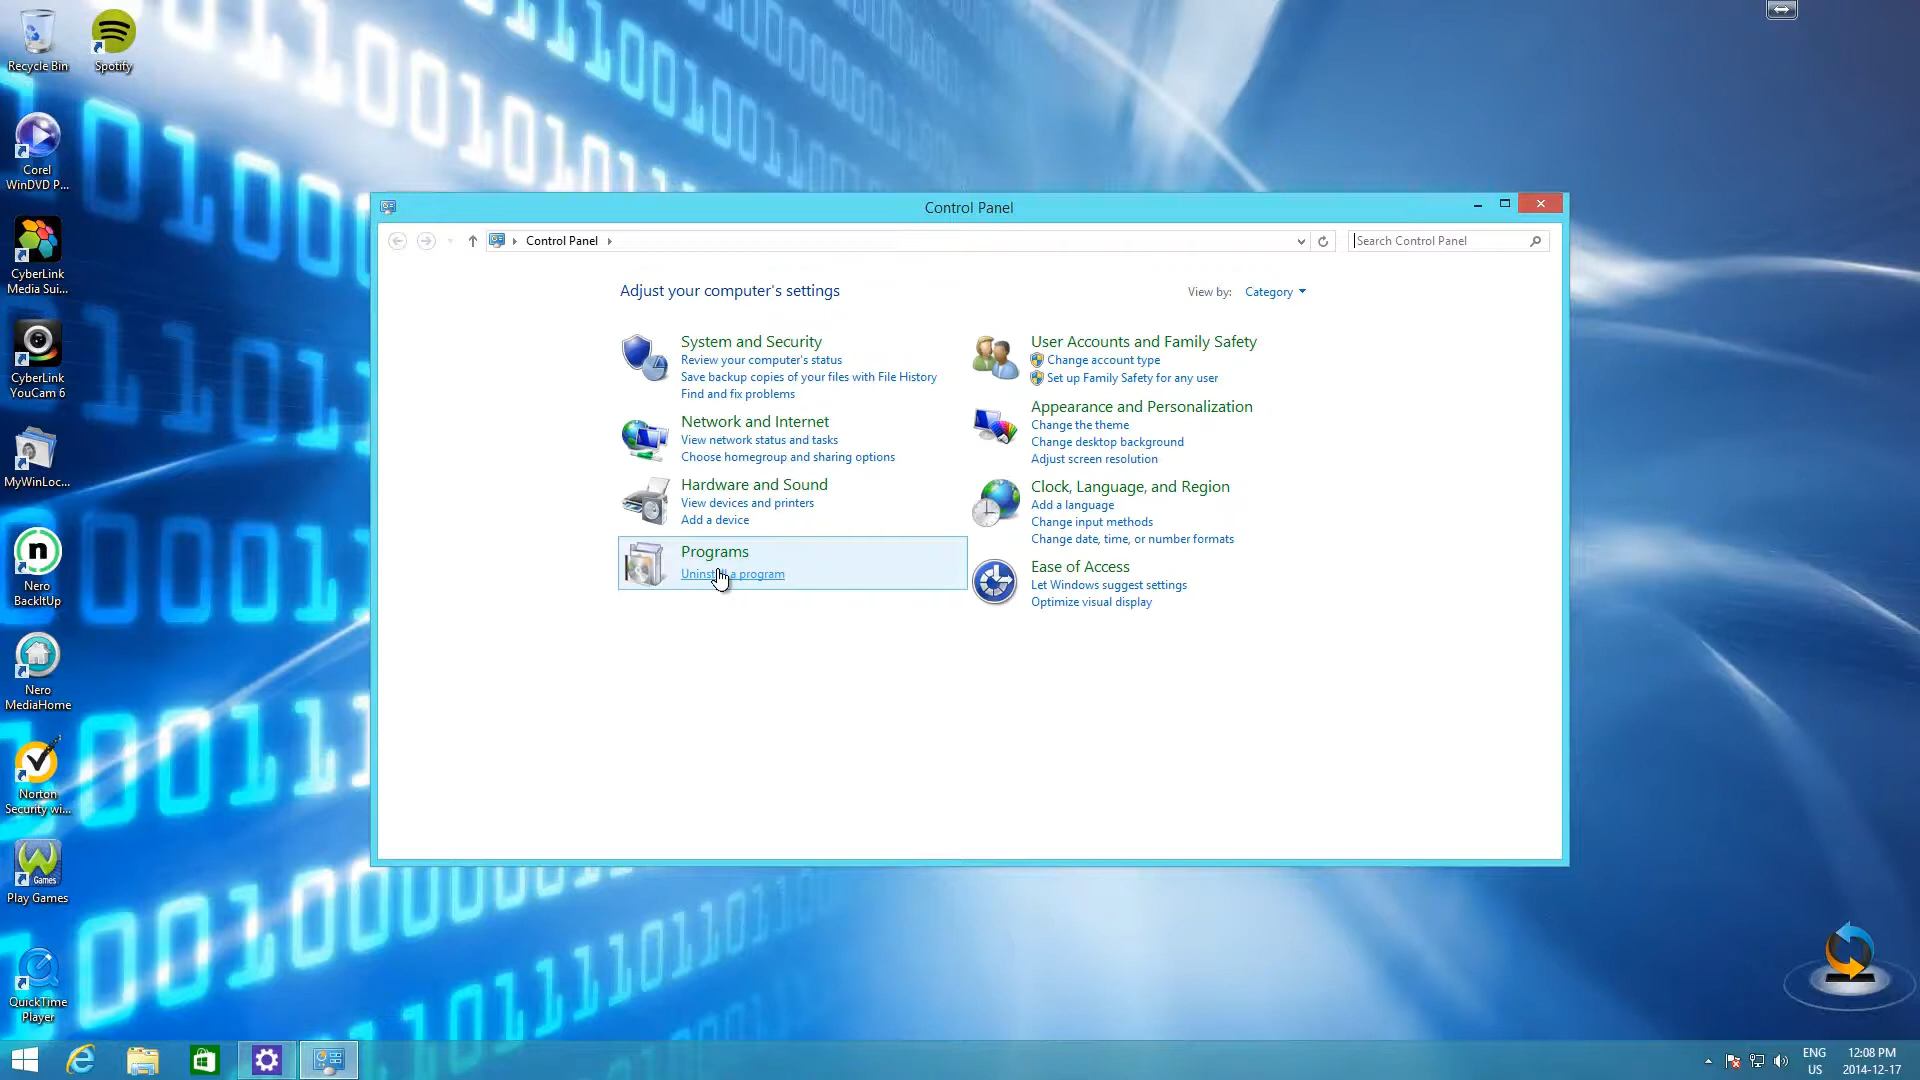 Recycle Bin
Spotify
Corel
WinDVD P...
CyberLink
Media Sui...
CyberLink
YouCam 6
MyWinLoc...
Nero
BackItUp
Nero
MediaHome
Norton
Security wi...
Games
Play Games
QuickTime
Player
Control Panel
Control Panel
Search Control Panel
Adjust your computer's settings
View by: Category
System and Security
Review your computer's status
Save backup copies of your files with File History
Find and fix problems
Network and Internet
View network status and tasks
Choose homegroup and sharing options
Hardware and Sound
View devices and printers
Add a device
Programs
Uninstall a program
User Accounts and Family Safety
Change account type
Set up Family Safety for any user
Appearance and Personalization
Change the theme
Change desktop background
Adjust screen resolution
Clock, Language, and Region
Add a language
Change input methods
Change date, time, or number formats
Ease of Access
Let Windows suggest settings
Optimize visual display
ENG
US
12:08 PM
2014-12-17